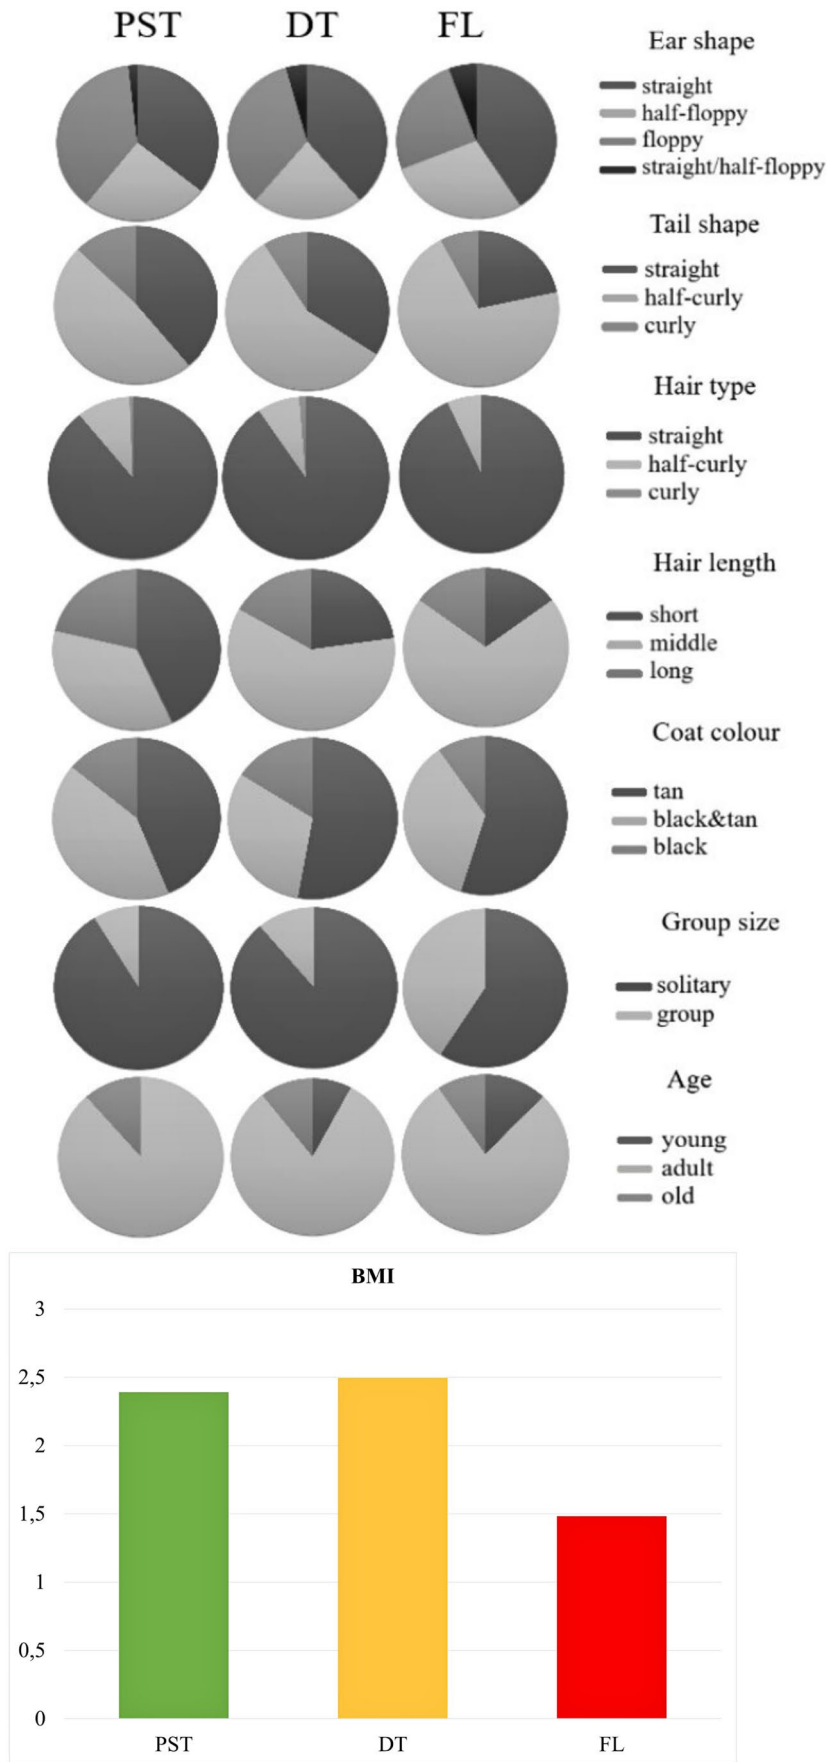 PST DT FL
Ear shape
straight
half-floppy
floppy
straight/half-floppy
Tail shape
straight
half-curly
curly
Hair type
straight
half-curly
curly
Hair length
short
middle
long
Coat colour
tan
black&tan
black
Group size
solitary
group
Age
young
adult
old
BMI
3
2,5
2
1,5
1
0,5
0
PST DT FL